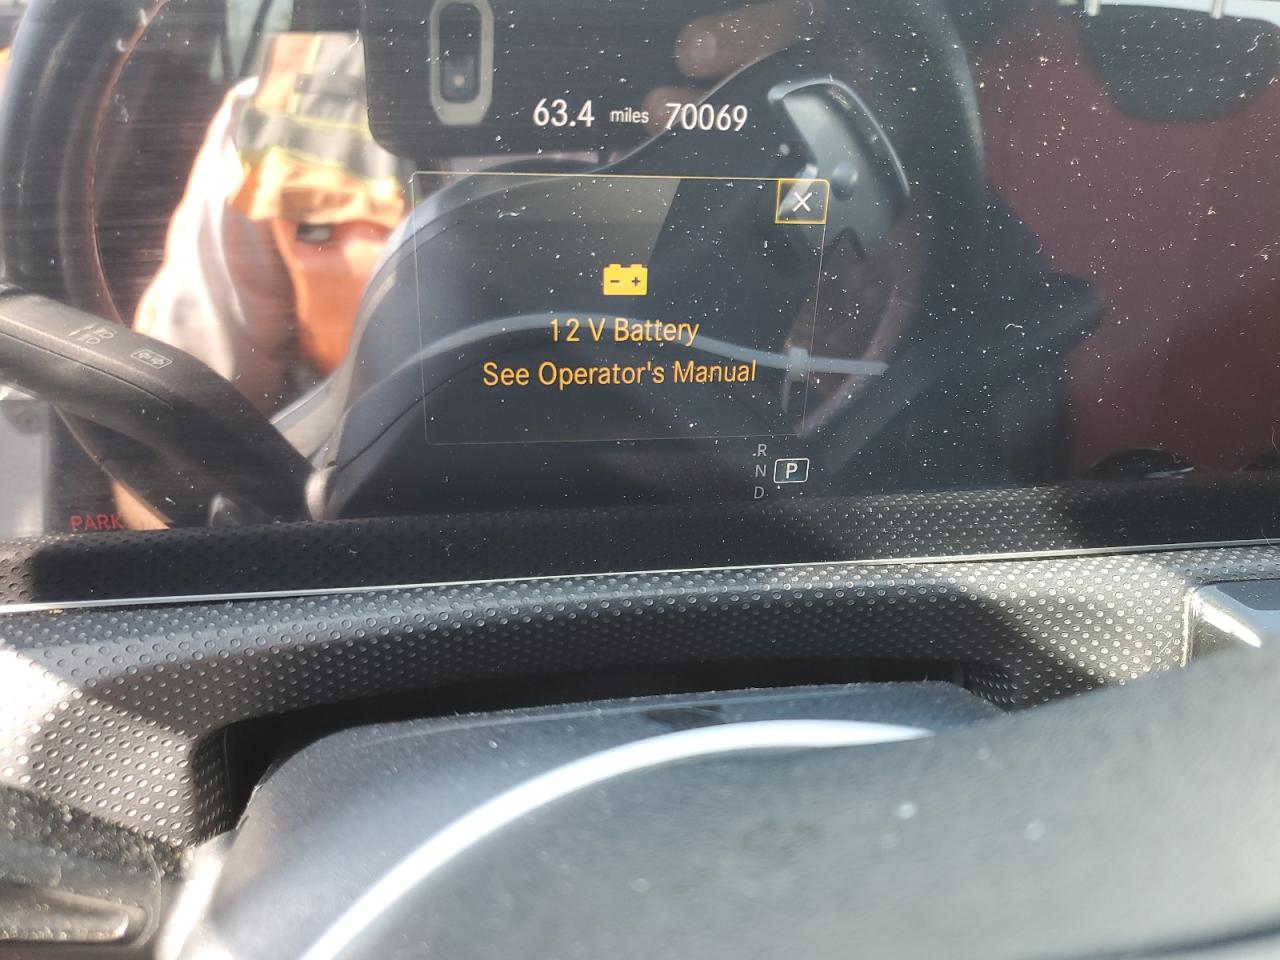 63.4 miles 70069
12 V Battery
See Operator's Manual
R
N P
D
PARK